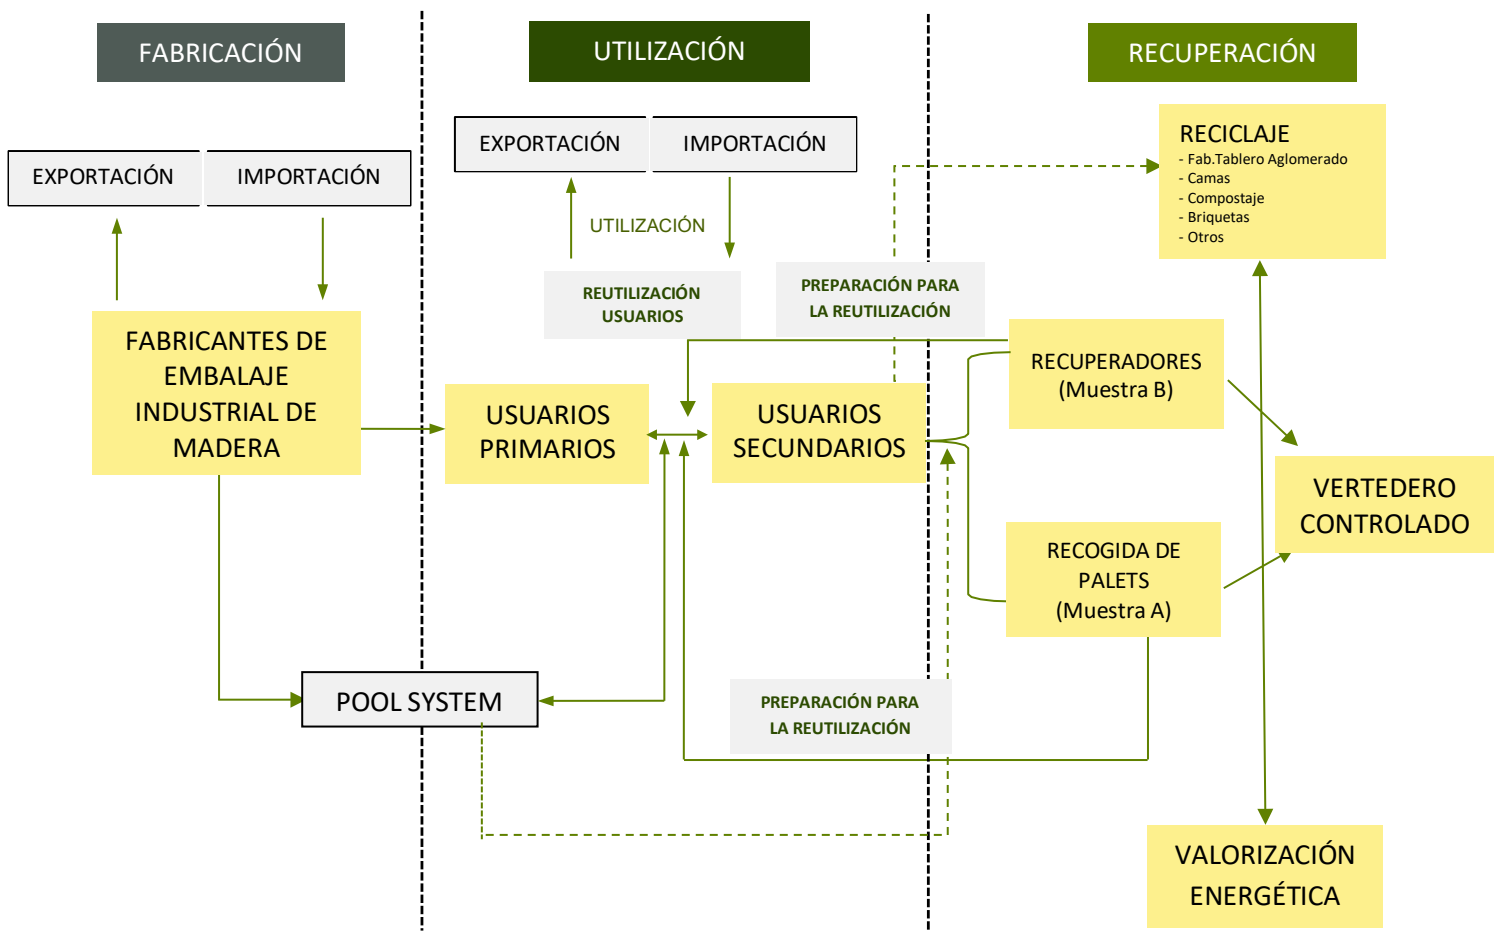 FABRICACIÓN
UTILIZACIÓN
RECUPERACIÓN
EXPORTACIÓN
IMPORTACIÓN
EXPORTACIÓN
IMPORTACIÓN
UTILIZACIÓN
REUTILIZACIÓN
USUARIOS
PREPARACIÓN PARA
LA REUTILIZACIÓN
RECICLAJE
- Fab.Tablero Aglomerado
- Camas
- Compostaje
- Briquetas
- Otros
FABRICANTES DE
EMBALAJE
INDUSTRIAL DE
MADERA
USUARIOS
PRIMARIOS
USUARIOS
SECUNDARIOS
RECUPERADORES
(Muestra B)
VERTEDERO
CONTROLADO
RECOGIDA DE
PALETS
(Muestra A)
POOL SYSTEM
PREPARACIÓN PARA
LA REUTILIZACIÓN
VALORIZACIÓN
ENERGÉTICA